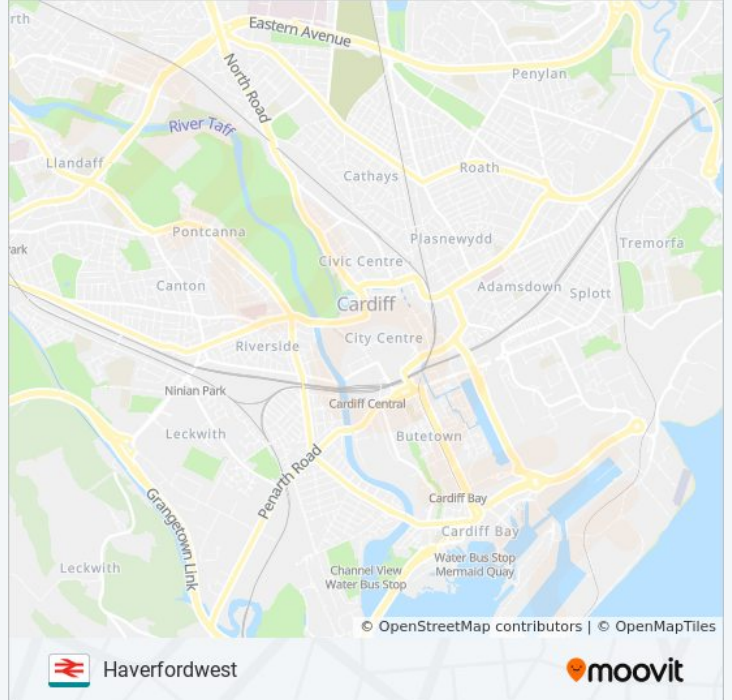 rth
Eastern Avenue
North Road
Penylan
River Taff
Llandaff
Cathays
Roath
Pontcanna
Plasnewydd
Tremorfa
ark
Civic Centre
Canton
Adamsdown
Splott
Cardiff
City Centre
Riverside
Ninian Park
Cardiff Central
Leckwith
Butetown
Penarth Road
Grangetown Link
Cardiff Bay
Cardiff Bay
Leckwith
Channel View
Water Bus Stop
Water Bus Stop
Mermaid Quay
© OpenStreetMap contributors | © OpenMapTiles
Haverfordwest
moovit